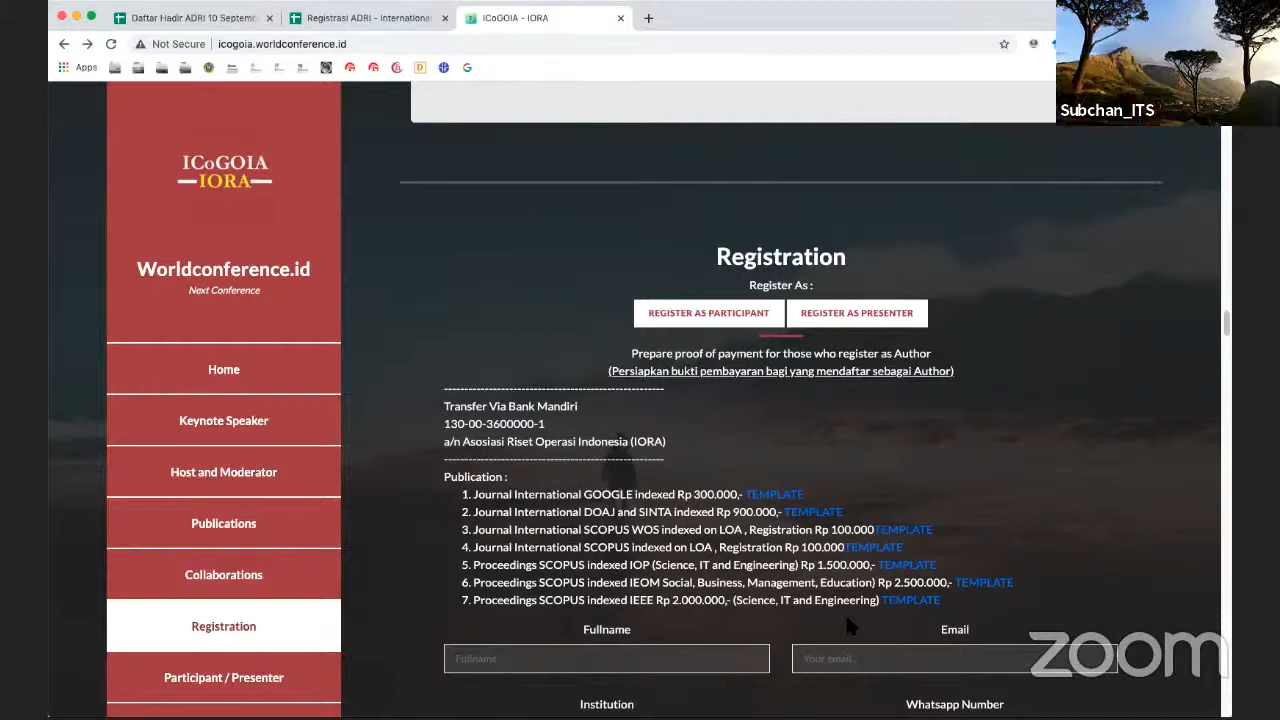 Daftar Hadir ADRI 10 Septemb
Registrasi ADRI - Internationa
ICoGOIA - IORA
Not Secure
icogoia.worldconference.id
Apps
Subchan_ITS
ICoGOIA
IORA
Worldconference.id
Next Conference
Home
Keynote Speaker
Host and Moderator
Publications
Collaborations
Registration
Participant / Presenter
Registration
Register As :
REGISTER AS PARTICIPANT
REGISTER AS PRESENTER
Prepare proof of payment for those who register as Author
(Persiapkan bukti pembayaran bagi yang mendaftar sebagai Author)
------------------------------------------------------
Transfer Via Bank Mandiri
130-00-3600000-1
a/n Asosiasi Riset Operasi Indonesia (IORA)
------------------------------------------------------
Publication :
1. Journal International GOOGLE indexed Rp 300.000,- TEMPLATE
2. Journal International DOAJ and SINTA indexed Rp 900.000,- TEMPLATE
3. Journal International SCOPUS WOS indexed on LOA , Registration Rp 100.000TEMPLATE
4. Journal International SCOPUS indexed on LOA , Registration Rp 100.000TEMPLATE
5. Proceedings SCOPUS indexed IOP (Science, IT and Engineering) Rp 1.500.000,- TEMPLATE
6. Proceedings SCOPUS indexed IEOM Social, Business, Management, Education) Rp 2.500.000,- TEMPLATE
7. Proceedings SCOPUS indexed IEEE Rp 2.000.000,- (Science, IT and Engineering) TEMPLATE
Fullname
Email
Fullname
Your email..
Institution
Whatsapp Number
zoom